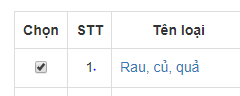 Chọn STT Tên loại
1. Rau, củ, quả